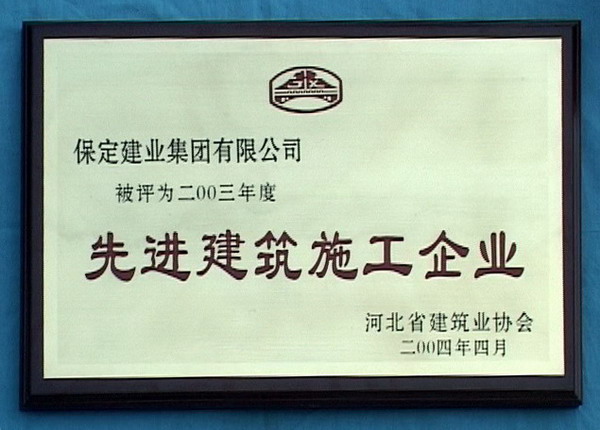 保定建业集团有限公司
被评为二00三年度
先进建筑施工企业
河北省建筑业协会
二00四年四月